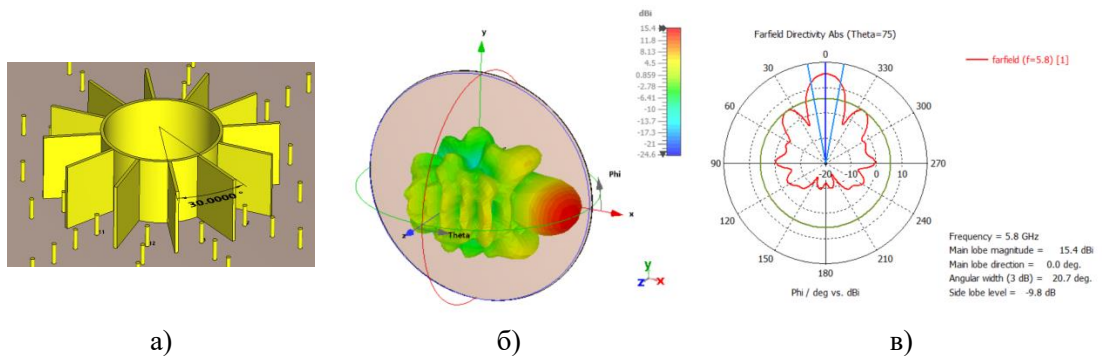 30.0000 °
11
12
dBi
15.4
11.8
8.13
4.5
0.859
-2.78
-6.41
-10
-13.7
-17.3
-21
-24.6
y
Phi
x
z
Theta
y
z x
Farfield Directivity Abs (Theta=75)
farfield (f=5.8) [1]
0
30 330
60 300
90 -20 -10 0 10 270
120 240
150 210
180
Phi / deg vs. dBi
Frequency = 5.8 GHz
Main lobe magnitude = 15.4 dBi
Main lobe direction = 0.0 deg.
Angular width (3 dB) = 20.7 deg.
Side lobe level = -9.8 dB
а) б) в)